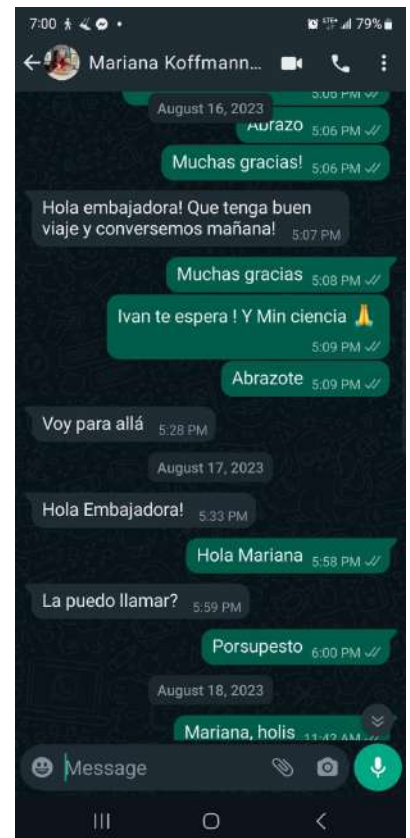 7:00
79%
Mariana Koffmann...
5:06 PM
August 16, 2023
Abrazo 5:06 PM
Muchas gracias! 5:06 PM
Hola embajadora! Que tenga buen
viaje y conversemos mañana! 5:07 PM
Muchas gracias 5:08 PM
Ivan te espera ! Y Min ciencia 🙏
5:09 PM
Abrazote 5:09 PM
Voy para allá 5:28 PM
August 17, 2023
Hola Embajadora! 5:33 PM
Hola Mariana 5:58 PM
La puedo llamar? 5:59 PM
Porsupesto 6:00 PM
August 18, 2023
Mariana, holis 11:42 AM
Message